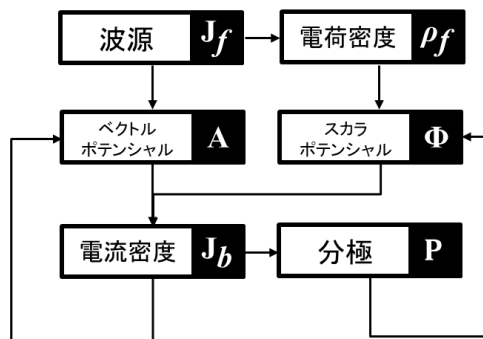 波源 J_f
電荷密度 ρ_f
ベクトル
ポテンシャル A
スカラ
ポテンシャル Φ
電流密度 J_b
分極 P